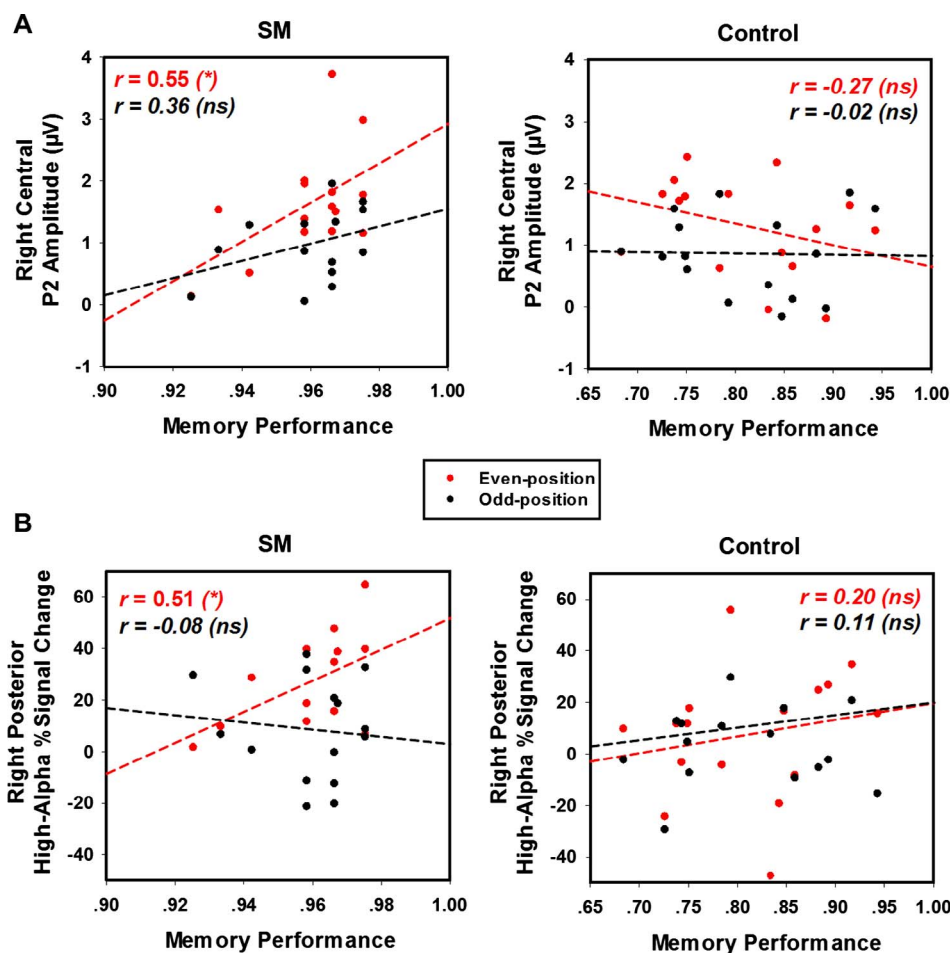 A
SM
r = 0.55 (*)
r = 0.36 (ns)
Right Central
P2 Amplitude (µV)
4
3
2
1
0
-1
.90 .92 .94 .96 .98 1.00
Memory Performance
Control
r = -0.27 (ns)
r = -0.02 (ns)
Right Central
P2 Amplitude (µV)
4
3
2
1
0
-1
.65 .70 .75 .80 .85 .90 .95 1.00
Memory Performance
Even-position
Odd-position
B
SM
r = 0.51 (*)
r = -0.08 (ns)
Right Posterior
High-Alpha %Signal Change
60
40
20
0
-20
-40
.90 .92 .94 .96 .98 1.00
Memory Performance
Control
r = 0.20 (ns)
r = 0.11 (ns)
Right Posterior
High-Alpha %Signal Change
60
40
20
0
-20
-40
.65 .70 .75 .80 .85 .90 .95 1.00
Memory Performance